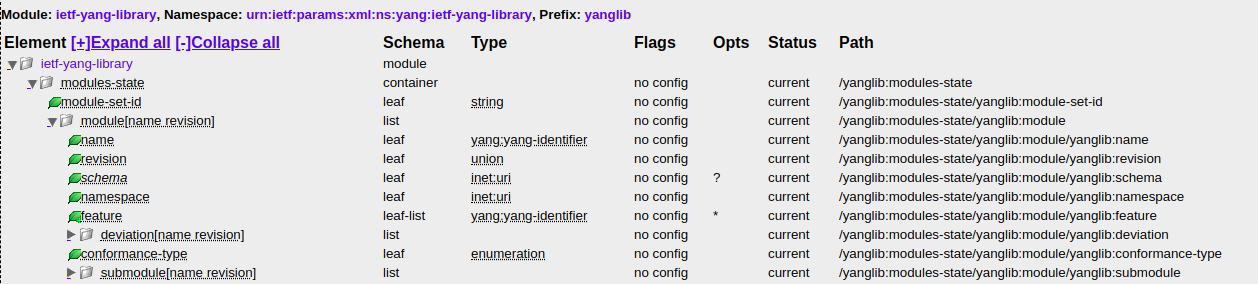 Module: ietf-yang-library, Namespace: urn:ietf:params:xml:ns:yang:ietf-yang-library, Prefix: yanglib
Element [+]Expand all [-]Collapse all Schema Type Flags Opts Status Path
ietf-yang-library module
modules-state container no config current /yanglib:modules-state
module-set-id leaf string no config current /yanglib:modules-state/yanglib:module-set-id
module[name revision] list no config current /yanglib:modules-state/yanglib:module
name leaf yang:yang-identifier no config current /yanglib:modules-state/yanglib:module/yanglib:name
revision leaf union no config current /yanglib:modules-state/yanglib:module/yanglib:revision
schema leaf inet:uri no config ? current /yanglib:modules-state/yanglib:module/yanglib:schema
namespace leaf inet:uri no config current /yanglib:modules-state/yanglib:module/yanglib:namespace
feature leaf-list yang:yang-identifier no config * current /yanglib:modules-state/yanglib:module/yanglib:feature
deviation[name revision] list no config current /yanglib:modules-state/yanglib:module/yanglib:deviation
conformance-type leaf enumeration no config current /yanglib:modules-state/yanglib:module/yanglib:conformance-type
submodule[name revision] list no config current /yanglib:modules-state/yanglib:module/yanglib:submodule